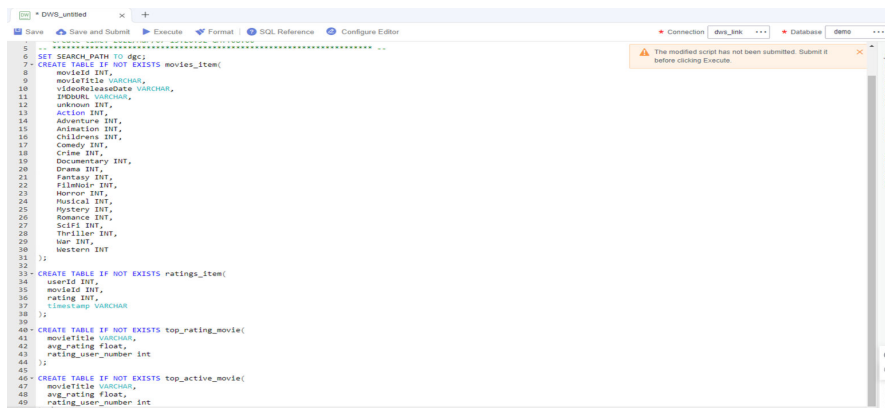 DW * DWS_untitled × +
Save Save and Submit Execute Format SQL Reference Configure Editor * Connection dws_link ... * Database demo ...
The modified script has not been submitted. Submit it before clicking Execute. ×
5 -- ********************************************************************* --
6 SET SEARCH_PATH TO dgc;
7 CREATE TABLE IF NOT EXISTS movies_item(
8 movieId INT,
9 movieTitle VARCHAR,
10 videoReleaseDate VARCHAR,
11 IMDbURL VARCHAR,
12 unknown INT,
13 Action INT,
14 Adventure INT,
15 Animation INT,
16 Childrens INT,
17 Comedy INT,
18 Crime INT,
19 Documentary INT,
20 Drama INT,
21 Fantasy INT,
22 FilmNoir INT,
23 Horror INT,
24 Musical INT,
25 Mystery INT,
26 Romance INT,
27 SciFi INT,
28 Thriller INT,
29 War INT,
30 Western INT
31 );
32
33 CREATE TABLE IF NOT EXISTS ratings_item(
34 userId INT,
35 movieId INT,
36 rating INT,
37 timestamp VARCHAR
38 );
39
40 CREATE TABLE IF NOT EXISTS top_rating_movie(
41 movieTitle VARCHAR,
42 avg_rating float,
43 rating_user_number int
44 );
45
46 CREATE TABLE IF NOT EXISTS top_active_movie(
47 movieTitle VARCHAR,
48 avg_rating float,
49 rating_user_number int